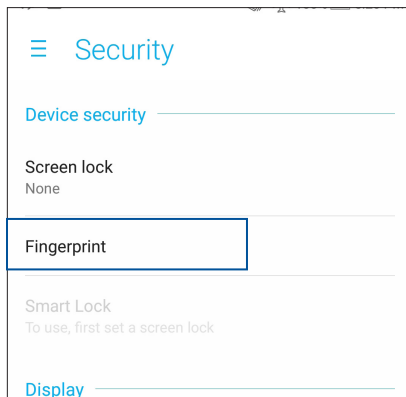 Security
Device security
Screen lock
None
Fingerprint
Smart Lock
To use, first set a screen lock
Display